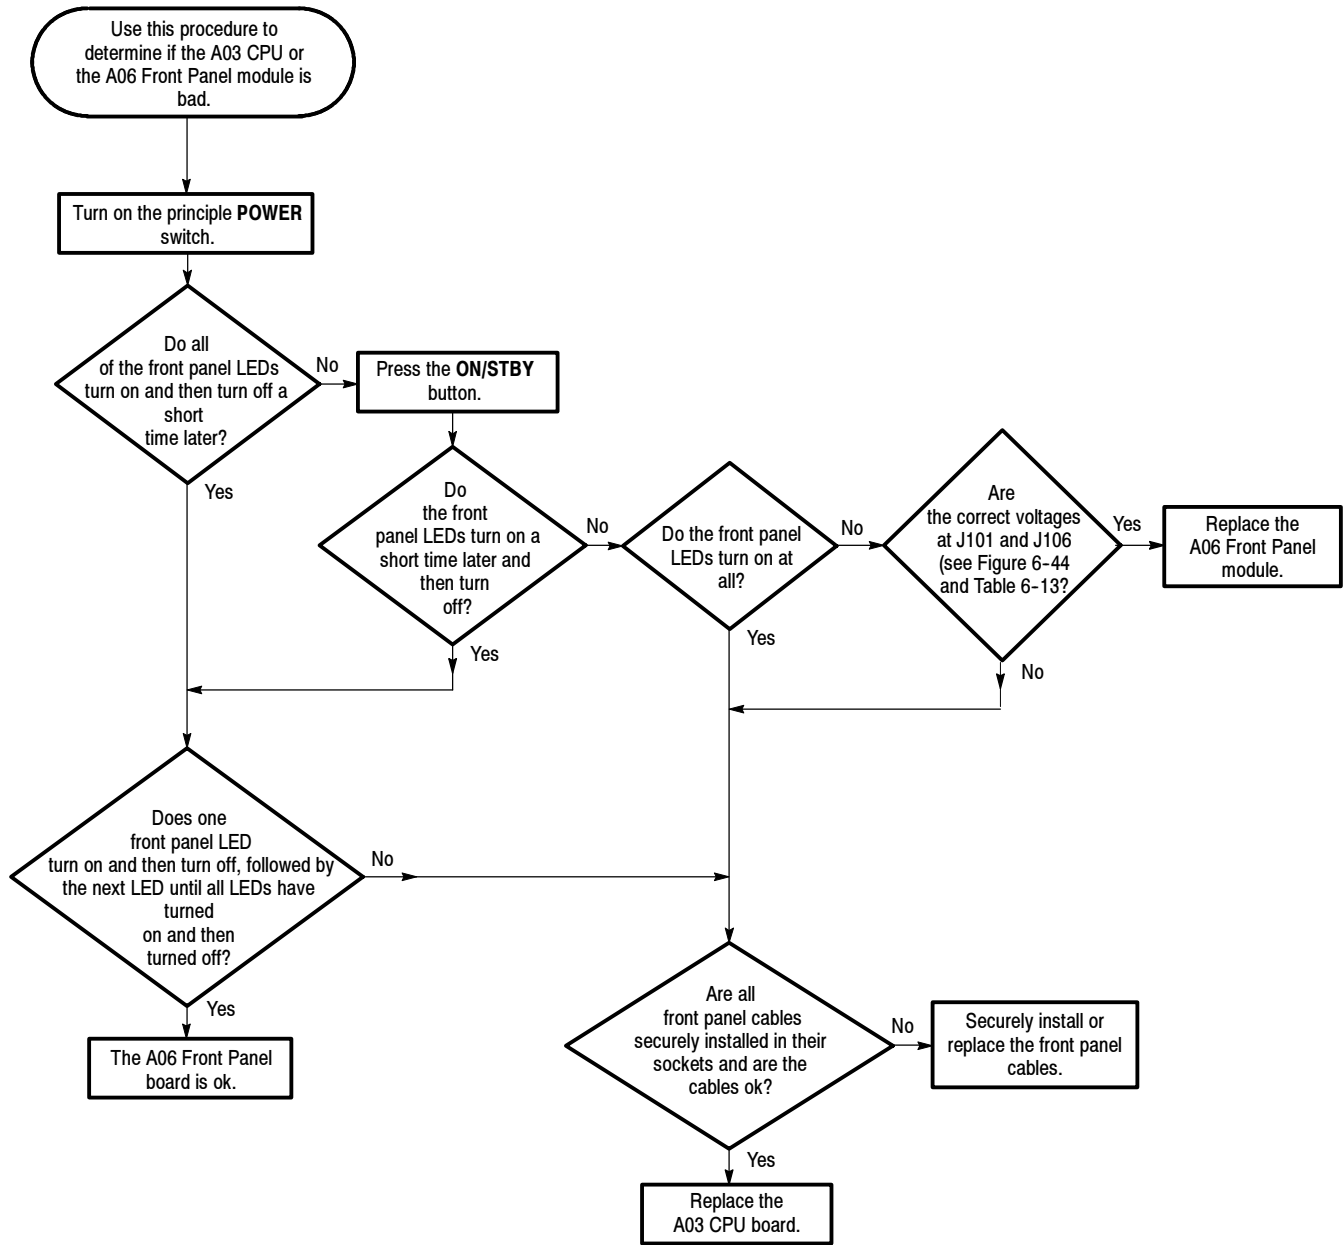 Use this procedure to
determine if the A03 CPU or
the A06 Front Panel module is
bad.
Turn on the principle POWER
switch.
Do all
of the front panel LEDs
turn on and then turn off a
short
time later?
No
Yes
Press the ON/STBY
button.
Do
the front
panel LEDs turn on a
short time later and
then turn
off?
No
Yes
Do the front panel
LEDs turn on at
all?
No
Yes
Are
the correct voltages
at J101 and J106
(see Figure 6-44
and Table 6-13?
Yes
No
Replace the
A06 Front Panel
module.
Does one
front panel LED
turn on and then turn off, followed by
the next LED until all LEDs have
turned
on and then
turned off?
No
Yes
The A06 Front Panel
board is ok.
Are all
front panel cables
securely installed in their
sockets and are the
cables ok?
No
Yes
Securely install or
replace the front panel
cables.
Replace the
A03 CPU board.